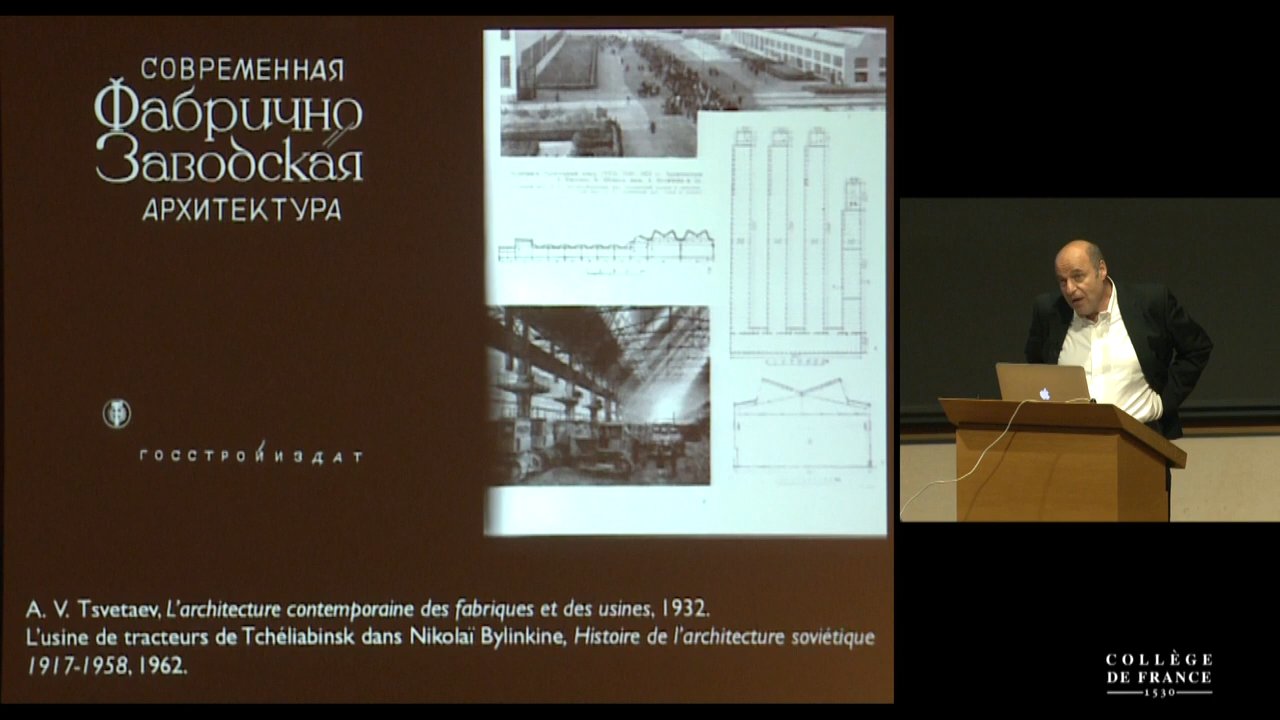 СОВРЕМЕННАЯ
Фабрично
Заводская
АРХИТЕКТУРА
ГОССТРОЙИЗДАТ
A. V. Tsvetaev, L'architecture contemporaine des fabriques et des usines, 1932.
L'usine de tracteurs de Tchéliabinsk dans Nikolaï Bylinkine, Histoire de l'architecture soviétique
1917-1958, 1962.
COLLÈGE
DE FRANCE
1530